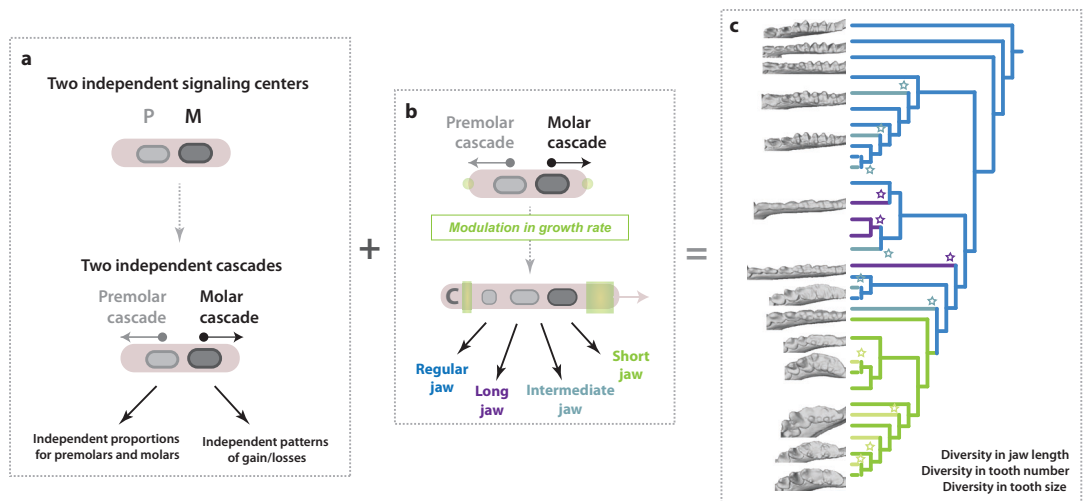 a
Two independent signaling centers
P M
Two independent cascades
Premolar
cascade
Molar
cascade
Independent proportions
for premolars and molars
Independent patterns
of gain/losses
+
b
Premolar
cascade
Molar
cascade
Modulation in growth rate
C
Regular
jaw
Long
jaw
Intermediate
jaw
Short
jaw
=
c
Diversity in jaw length
Diversity in tooth number
Diversity in tooth size